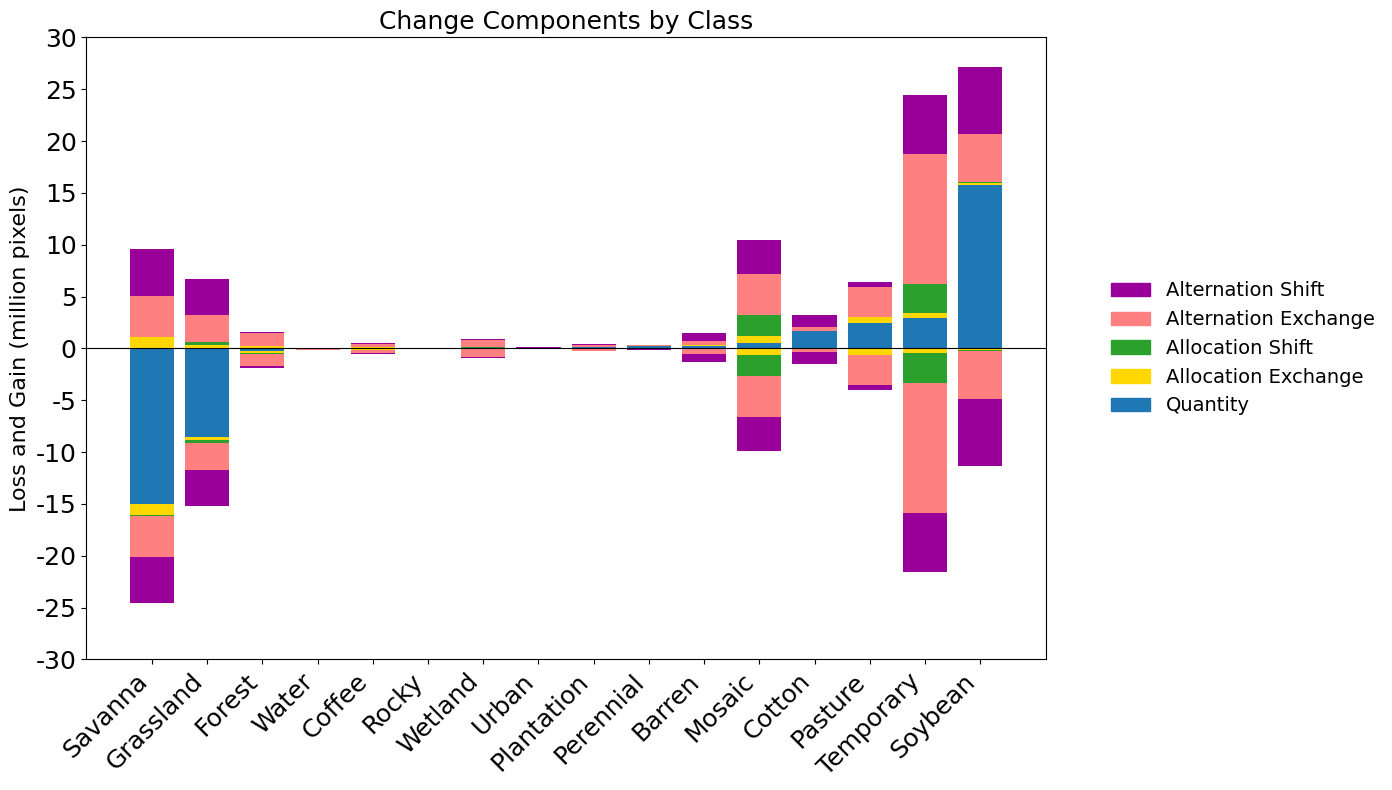 Change Components by Class
Loss and Gain (million pixels)
30
25
20
15
10
5
0
-5
-10
-15
-20
-25
-30
Savanna
Grassland
Forest
Water
Coffee
Rocky
Wetland
Urban
Plantation
Perennial
Barren
Mosaic
Cotton
Pasture
Temporary
Soybean
Alternation Shift
Alternation Exchange
Allocation Shift
Allocation Exchange
Quantity